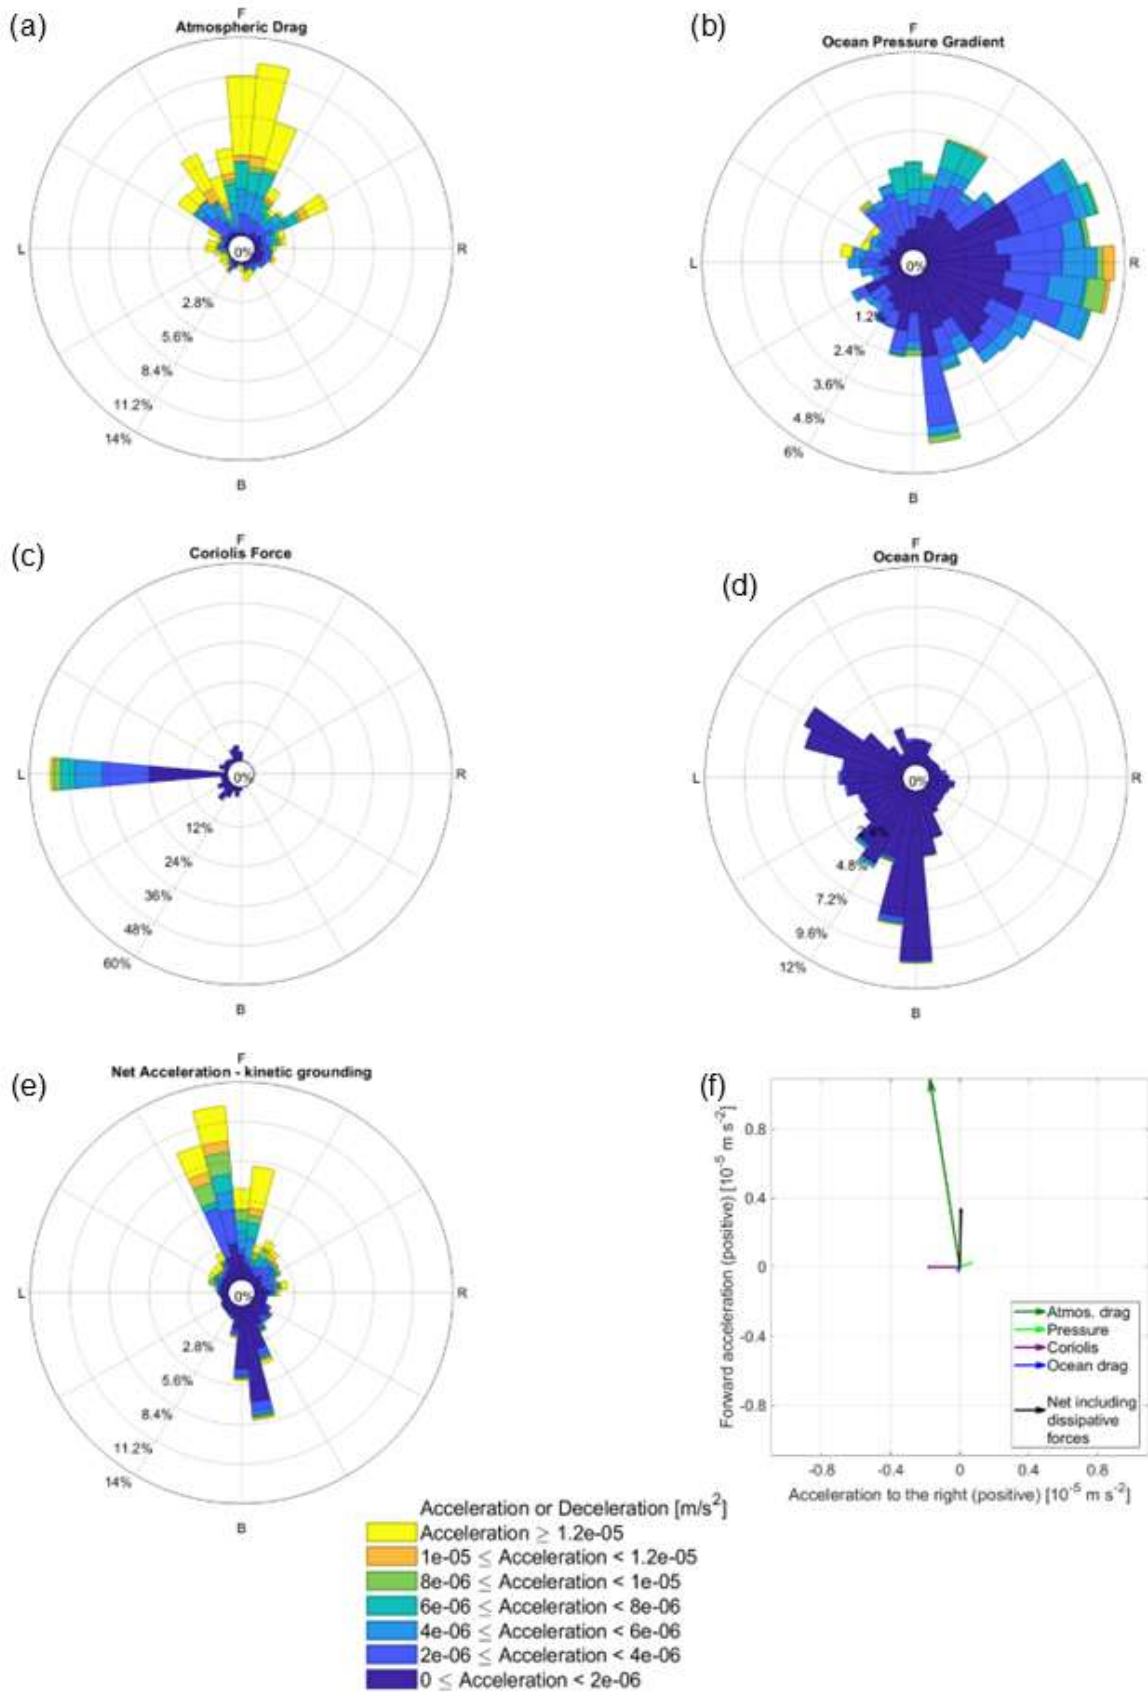 (a)
F
Atmospheric Drag
L
R
0%
2.8%
5.6%
8.4%
11.2%
14%
B
(b)
F
Ocean Pressure Gradient
L
R
0%
1.2%
2.4%
3.6%
4.8%
6%
B
(c)
F
Coriolis Force
L
R
0%
12%
24%
36%
48%
60%
B
(d)
F
Ocean Drag
L
R
0%
4.8%
7.2%
9.6%
12%
B
(e)
F
Net Acceleration - kinetic grounding
L
R
0%
2.8%
5.6%
8.4%
11.2%
14%
B
(f)
Forward acceleration (positive) [10⁻⁵ m s⁻²]
0.8
0.4
0
-0.4
-0.8
Atmos. drag
Pressure
Coriolis
Ocean drag
Net including
dissipative
forces
-0.8 -0.4 0 0.4 0.8
Acceleration to the right (positive) [10⁻⁵ m s⁻²]
Acceleration or Deceleration [m/s²]
Acceleration ≥ 1.2e-05
1e-05 ≤ Acceleration < 1.2e-05
8e-06 ≤ Acceleration < 1e-05
6e-06 ≤ Acceleration < 8e-06
4e-06 ≤ Acceleration < 6e-06
2e-06 ≤ Acceleration < 4e-06
0 ≤ Acceleration < 2e-06